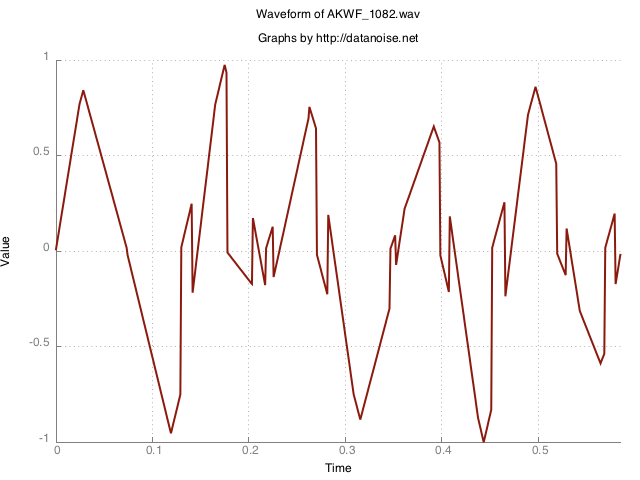 Waveform of AKWF_1082.wav
Graphs by http://datanoise.net
1
0.5
0
-0.5
-1
Value
0 0.1 0.2 0.3 0.4 0.5
Time